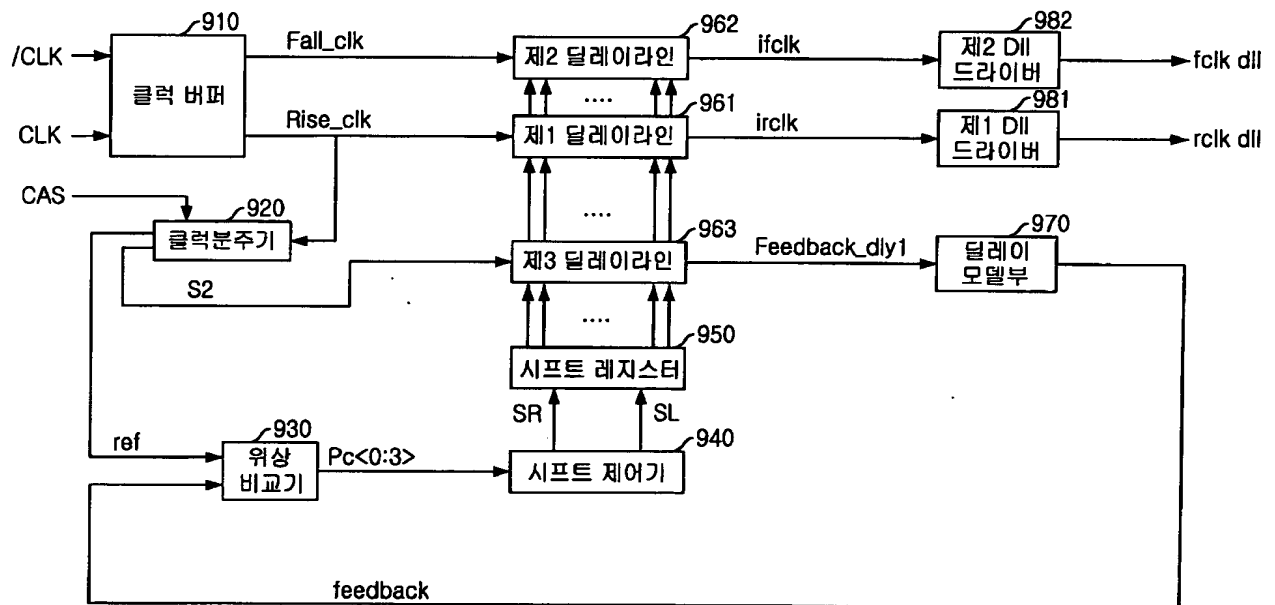 910
/CLK
CLK
클럭 버퍼
Fall_clk
Rise_clk
962
제2 딜레이라인
ifclk
982
제2 Dll
드라이버
fclk dll
....
961
제1 딜레이라인
irclk
981
제1 Dll
드라이버
rclk dll
CAS
920
클럭분주기
S2
....
963
제3 딜레이라인
Feedback_dly1
970
딜레이
모델부
....
950
시프트 레지스터
SR
SL
ref
930
위상
비교기
Pc<0:3>
940
시프트 제어기
feedback